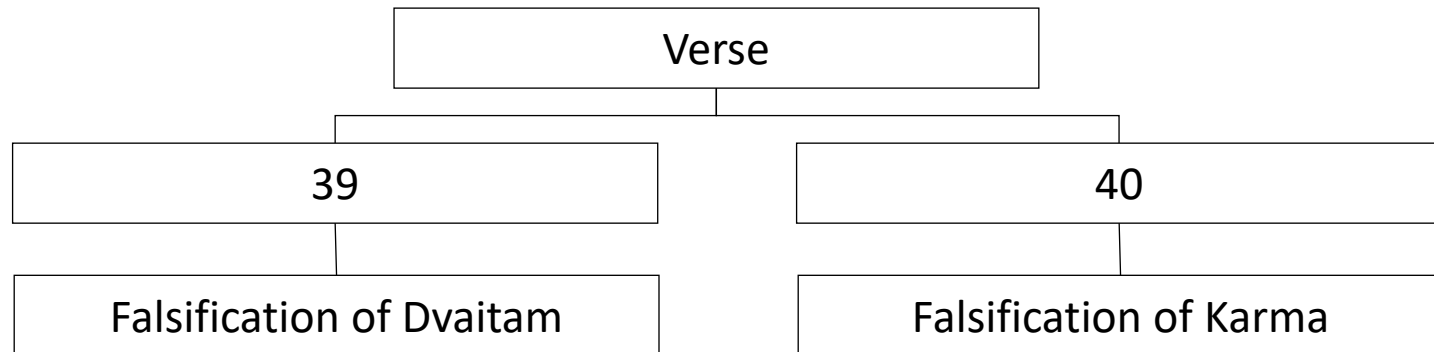 Verse
39
40
Falsification of Dvaitam
Falsification of Karma